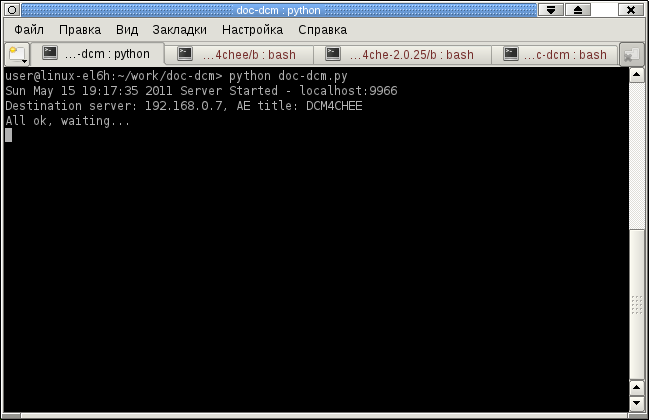 doc-dcm : python
Файл Правка Вид Закладки Настройка Справка
...-dcm : python ...4chee/b : bash ...4che-2.0.25/b : bash ...c-dcm : bash
user@linux-el6h:~/work/doc-dcm> python doc-dcm.py
Sun May 15 19:17:35 2011 Server Started - localhost:9966
Destination server: 192.168.0.7, AE title: DCM4CHEE
All ok, waiting...